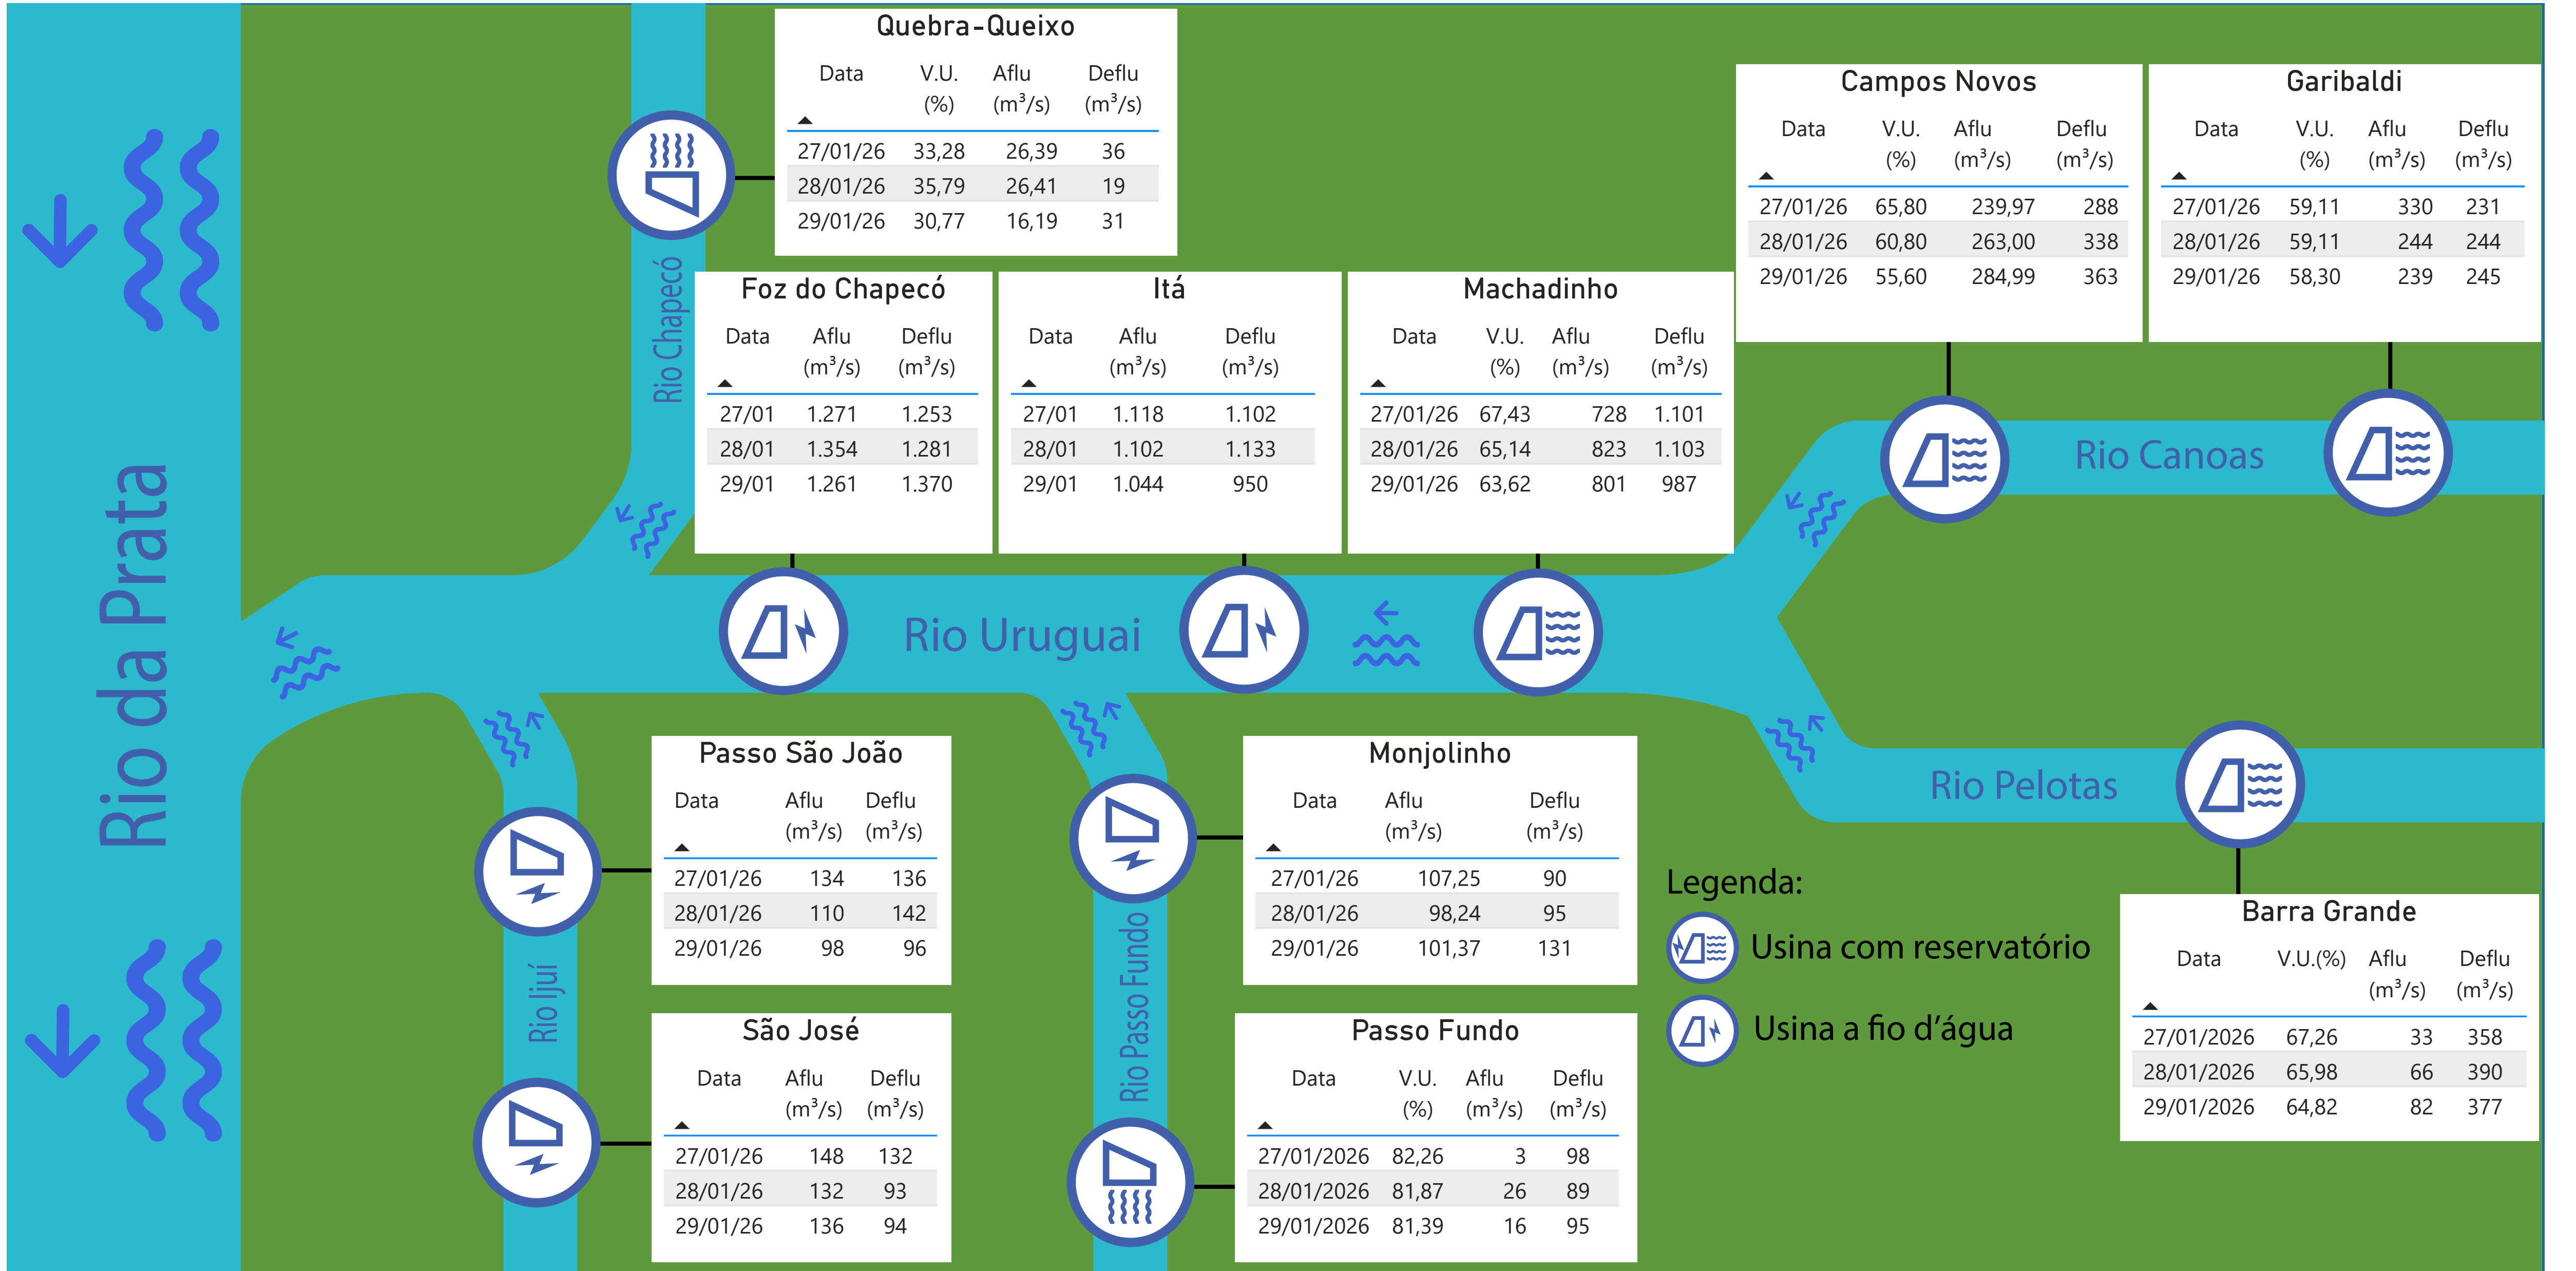 Quebra-Queixo
Data V.U. (%) Aflu (m³/s) Deflu (m³/s)
27/01/26 33,28 26,39 36
28/01/26 35,79 26,41 19
29/01/26 30,77 16,19 31
Campos Novos
Data V.U. (%) Aflu (m³/s) Deflu (m³/s)
27/01/26 65,80 239,97 288
28/01/26 60,80 263,00 338
29/01/26 55,60 284,99 363
Garibaldi
Data V.U. (%) Aflu (m³/s) Deflu (m³/s)
27/01/26 59,11 330 231
28/01/26 59,11 244 244
29/01/26 58,30 239 245
Rio Chapecó
Foz do Chapecó
Data Aflu (m³/s) Deflu (m³/s)
27/01 1.271 1.253
28/01 1.354 1.281
29/01 1.261 1.370
Itá
Data Aflu (m³/s) Deflu (m³/s)
27/01 1.118 1.102
28/01 1.102 1.133
29/01 1.044 950
Machadinho
Data V.U. (%) Aflu (m³/s) Deflu (m³/s)
27/01/26 67,43 728 1.101
28/01/26 65,14 823 1.103
29/01/26 63,62 801 987
Rio Canoas
Rio da Prata
Rio Uruguai
Rio Pelotas
Passo São João
Data Aflu (m³/s) Deflu (m³/s)
27/01/26 134 136
28/01/26 110 142
29/01/26 98 96
Monjolinho
Data Aflu (m³/s) Deflu (m³/s)
27/01/26 107,25 90
28/01/26 98,24 95
29/01/26 101,37 131
Legenda:
Usina com reservatório
Usina a fio d’água
Barra Grande
Data V.U.(%) Aflu (m³/s) Deflu (m³/s)
27/01/2026 67,26 33 358
28/01/2026 65,98 66 390
29/01/2026 64,82 82 377
Rio Ijuí
São José
Data Aflu (m³/s) Deflu (m³/s)
27/01/26 148 132
28/01/26 132 93
29/01/26 136 94
Rio Passo Fundo
Passo Fundo
Data V.U. (%) Aflu (m³/s) Deflu (m³/s)
27/01/2026 82,26 3 98
28/01/2026 81,87 26 89
29/01/2026 81,39 16 95